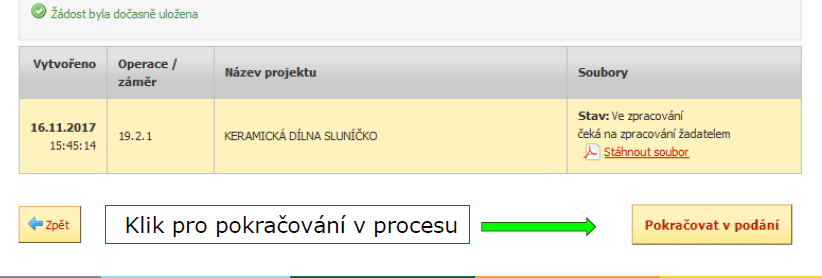 Žádost byla dočasně uložena
Vytvořeno
Operace /
záměr
Název projektu
Soubory
16.11.2017
15:45:14
19.2.1
KERAMICKÁ DÍLNA SLUNÍČKO
Stav: Ve zpracování
čeká na zpracování žadatelem
Stáhnout soubor
Zpět
Klik pro pokračování v procesu
Pokračovat v podání